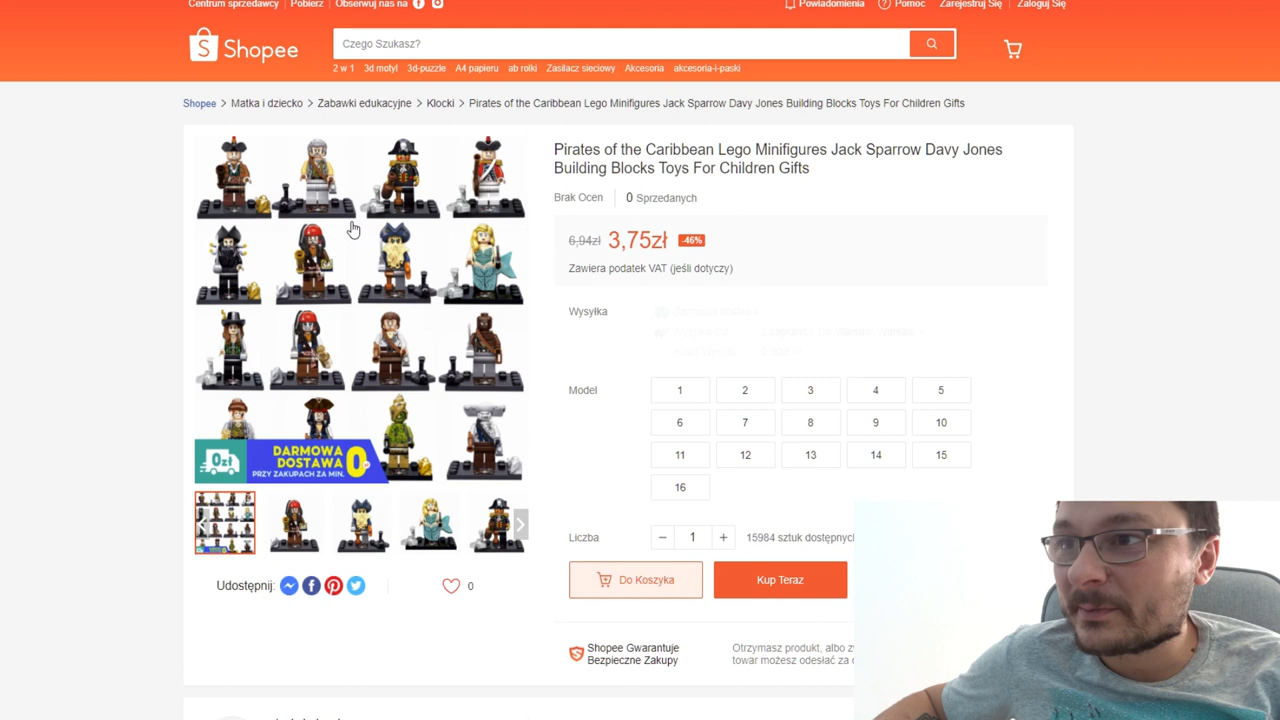 Centrum sprzedawcy
Pobierz
Obserwuj nas na
Powiadomienia
Pomoc
Zarejestruj Się
Zaloguj Się
Shopee
Czego Szukasz?
2 w 1 3d motyl 3d-puzzle A4 papieru ab rolki Zasilacz sieciowy Akcesoria akcesoria-i-paski
Shopee > Matka i dziecko > Zabawki edukacyjne > Klocki > Pirates of the Caribbean Lego Minifigures Jack Sparrow Davy Jones Building Blocks Toys For Children Gifts
Pirates of the Caribbean Lego Minifigures Jack Sparrow Davy Jones
Building Blocks Toys For Children Gifts
Brak Ocen
0 Sprzedanych
6,94zł 3,75zł -46%
Zawiera podatek VAT (jeśli dotyczy)
Wysyłka
Model
1 2 3 4 5
6 7 8 9 10
11 12 13 14 15
16
0zł
DARMOWA
DOSTAWA
PRZY ZAKUPACH ZA MIN.
0
Liczba
− 1 +
15984 sztuk dostępnych
Udostępnij:
0
Do Koszyka
Kup Teraz
Shopee Gwarantuje
Bezpieczne Zakupy
Otrzymasz produkt, albo
towar możesz odesłać za